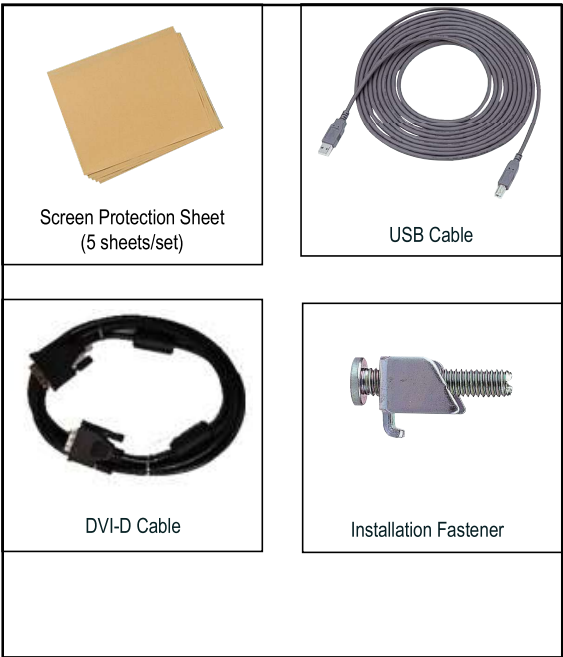 Screen Protection Sheet
(5 sheets/set)
USB Cable
DVI-D Cable
Installation Fastener